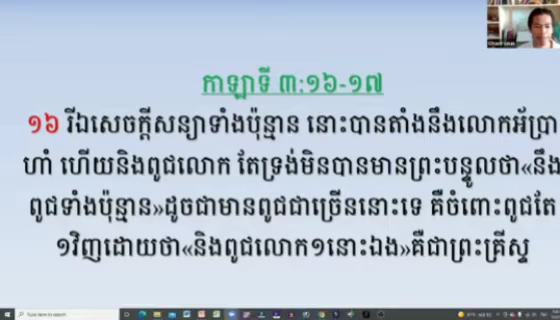 កាឡាទី ៣:១៦-១៧
១៦ រីឯសេចក្ដីសន្យាទាំងប៉ុន្មាន នោះបានតាំងនឹងលោកអ័ប្រា
ហាំ ហើយនិងពូជលោក តែទ្រង់មិនបានមានព្រះបន្ទូលថា«នឹង
ពូជទាំងប៉ុន្មាន»ដូចជាមានពូជជាច្រើននោះទេ គឺចំពោះពូជតែ
១វិញដោយថា«និងពូជលោក១នោះឯង»គឺជាព្រះគ្រីស្ទ
Type here to search